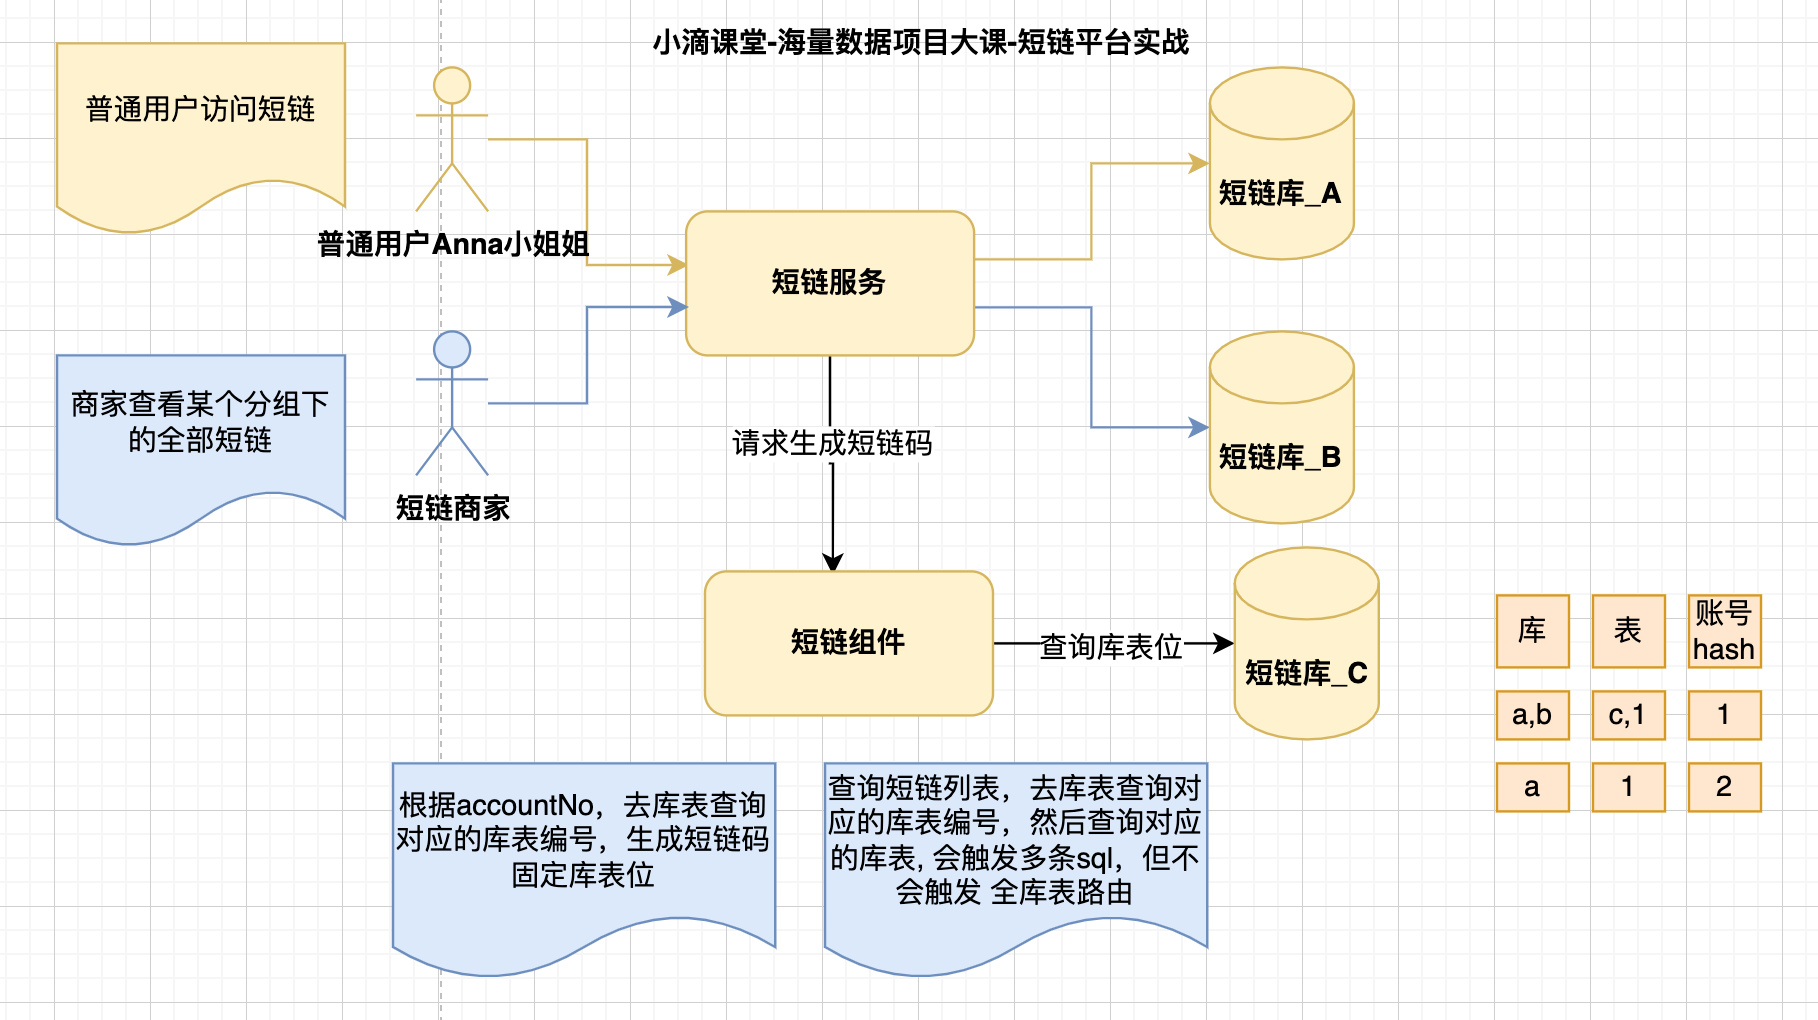 小滴课堂-海量数据项目大课-短链平台实战
普通用户访问短链
普通用户Anna小姐姐
短链服务
短链库_A
商家查看某个分组下
的全部短链
短链商家
请求生成短链码
短链库_B
短链组件
查询库表位
短链库_C
库
表
账号
hash
a,b
c,1
1
a
1
2
根据accountNo，去库表查询
对应的库表编号，生成短链码
固定库表位
查询短链列表，去库表查询对
应的库表编号，然后查询对应
的库表, 会触发多条sql，但不
会触发 全库表路由